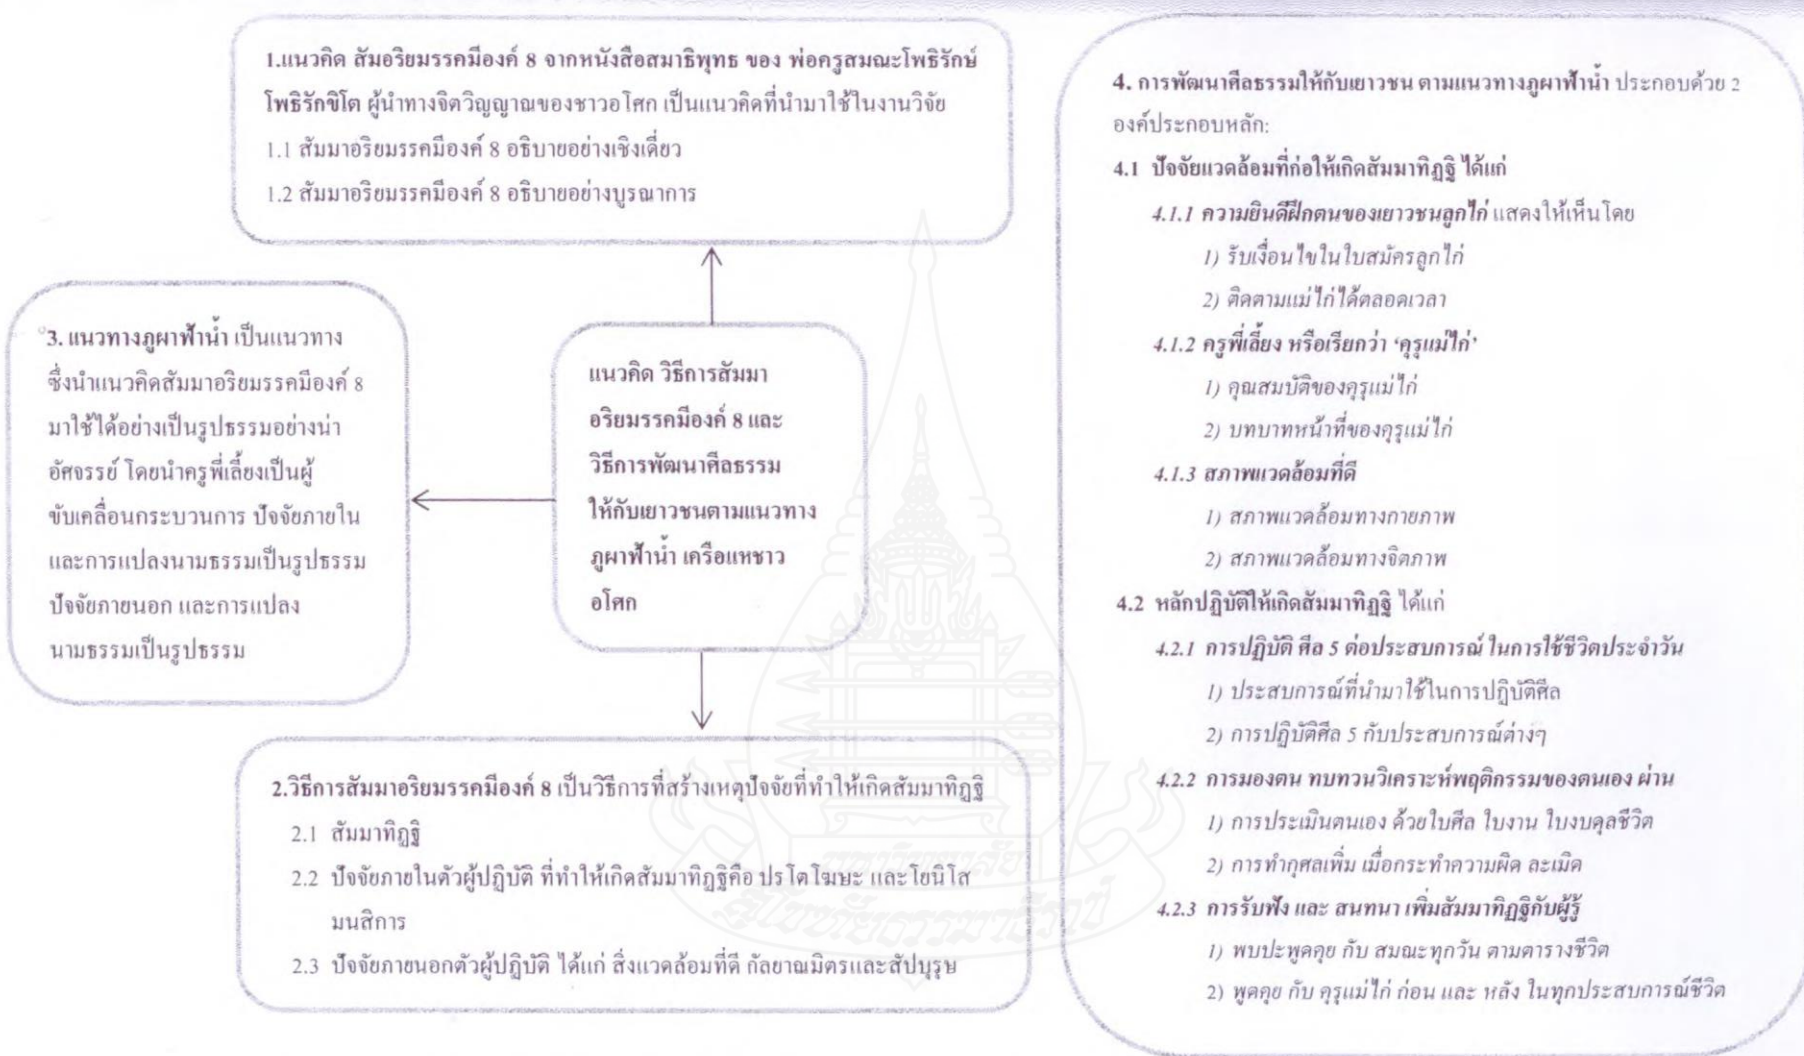 1.แนวคิด สัมอริยมรรคมีองค์ 8 จากหนังสือสมาธิพุทธ ของ พ่อครูสมณะโพธิรักษ์
โพธิรักขิโต ผู้นำทางจิตวิญญาณของชาวอโศก เป็นแนวคิดที่นำมาใช้ในงานวิจัย
1.1 สัมมาอริยมรรคมีองค์ 8 อธิบายอย่างเชิงเดี่ยว
1.2 สัมมาอริยมรรคมีองค์ 8 อธิบายอย่างบูรณาการ
3. แนวทางภูผาฟ้าน้ำ เป็นแนวทาง
ซึ่งนำแนวคิดสัมมาอริยมรรคมีองค์ 8
มาใช้ได้อย่างเป็นรูปธรรมอย่างน่า
อัศจรรย์ โดยนำครูพี่เลี้ยงเป็นผู้
ขับเคลื่อนกระบวนการ ปัจจัยภายใน
และการแปลงนามธรรมเป็นรูปธรรม
ปัจจัยภายนอก และการแปลง
นามธรรมเป็นรูปธรรม
แนวคิด วิธีการสัมมา
อริยมรรคมีองค์ 8 และ
วิธีการพัฒนาศีลธรรม
ให้กับเยาวชนตามแนวทาง
ภูผาฟ้าน้ำ เครือแหชาว
อโศก
2.วิธีการสัมมาอริยมรรคมีองค์ 8 เป็นวิธีการที่สร้างเหตุปัจจัยที่ทำให้เกิดสัมมาทิฏฐิ
2.1 สัมมาทิฏฐิ
2.2 ปัจจัยภายในตัวผู้ปฏิบัติ ที่ทำให้เกิดสัมมาทิฏฐิคือ ปรโตโฆษะ และโยนิโส
มนสิการ
2.3 ปัจจัยภายนอกตัวผู้ปฏิบัติ ได้แก่ สิ่งแวดล้อมที่ดี กัลยาณมิตรและสัปบุรุษ
4. การพัฒนาศีลธรรมให้กับเยาวชน ตามแนวทางภูผาฟ้าน้ำ ประกอบด้วย 2
องค์ประกอบหลัก:
4.1 ปัจจัยแวดล้อมที่ก่อให้เกิดสัมมาทิฏฐิ ได้แก่
4.1.1 ความยินดีฝึกตนของเยาวชนลูกไก่ แสดงให้เห็นโดย
1) รับเงื่อนไขในใบสมัครลูกไก่
2) ติดตามแม่ไก่ได้ตลอดเวลา
4.1.2 ครูพี่เลี้ยง หรือเรียกว่า ‘คุรุแม่ไก่’
1) คุณสมบัติของคุรุแม่ไก่
2) บทบาทหน้าที่ของคุรุแม่ไก่
4.1.3 สภาพแวดล้อมที่ดี
1) สภาพแวดล้อมทางกายภาพ
2) สภาพแวดล้อมทางจิตภาพ
4.2 หลักปฏิบัติให้เกิดสัมมาทิฏฐิ ได้แก่
4.2.1 การปฏิบัติ ศีล 5 ต่อประสบการณ์ ในการใช้ชีวิตประจำวัน
1) ประสบการณ์ที่นำมาใช้ในการปฏิบัติศีล
2) การปฏิบัติศีล 5 กับประสบการณ์ต่างๆ
4.2.2 การมองตน ทบทวนวิเคราะห์พฤติกรรมของตนเอง ผ่าน
1) การประเมินตนเอง ด้วยใบศีล ใบงาน ใบงบดุลชีวิต
2) การทำกุศลเพิ่ม เมื่อกระทำความผิด ละเมิด
4.2.3 การรับฟัง และ สนทนา เพิ่มสัมมาทิฏฐิกับผู้รู้
1) พบปะพูดคุย กับ สมณะทุกวัน ตามตารางชีวิต
2) พูดคุย กับ คุรุแม่ไก่ ก่อน และ หลัง ในทุกประสบการณ์ชีวิต